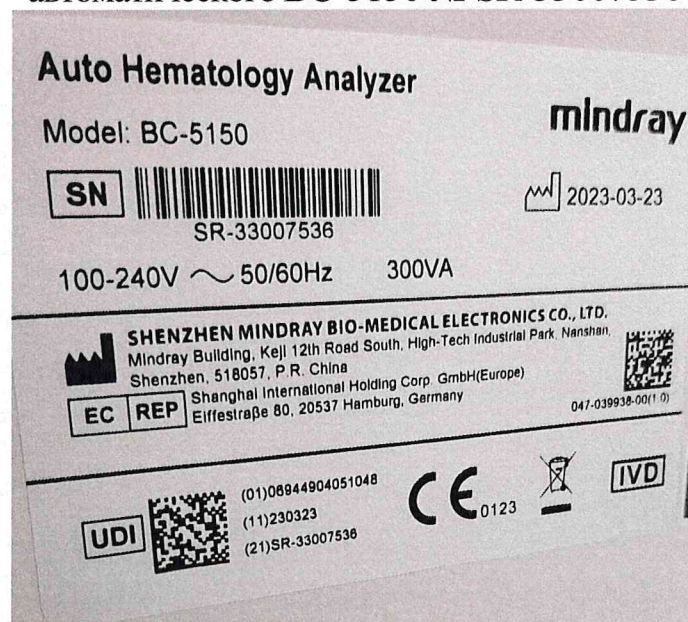 Auto Hematology Analyzer
mindray
Model: BC-5150
SN
SR-33007536
2023-03-23
100-240V ~ 50/60Hz 300VA
SHENZHEN MINDRAY BIO-MEDICAL ELECTRONICS CO., LTD.
Mindray Building, Keji 12th Road South, High-Tech Industrial Park, Nanshan,
Shenzhen, 518057, P.R. China
EC REP
Shanghai International Holding Corp. GmbH(Europe)
Eiffestraße 80, 20537 Hamburg, Germany
047-039938-00(1.0)
UDI
(01)06944904051048
(11)230323
(21)SR-33007536
CE 0123
IVD